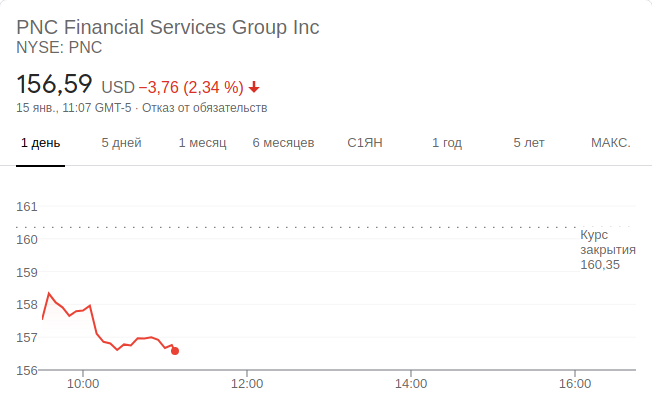 PNC Financial Services Group Inc
NYSE: PNC
156,59 USD −3,76 (2,34 %)
15 янв., 11:07 GMT-5 · Отказ от обязательств
1 день 5 дней 1 месяц 6 месяцев С1ЯН 1 год 5 лет МАКС.
161
160
159
158
157
156
Курс
закрытия
160,35
10:00 12:00 14:00 16:00